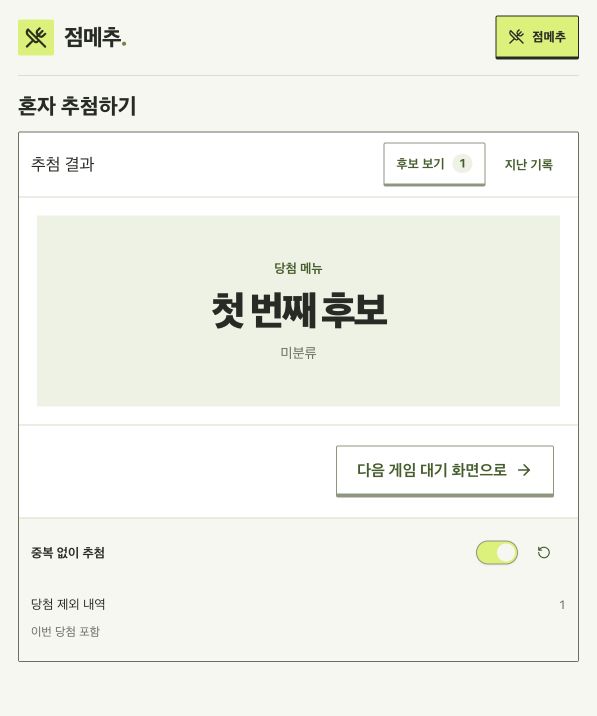 점메추.
점메추
혼자 추첨하기
추첨 결과
후보 보기 1
지난 기록
당첨 메뉴
첫 번째 후보
미분류
다음 게임 대기 화면으로 →
중복 없이 추첨
당첨 제외 내역 1
이번 당첨 포함